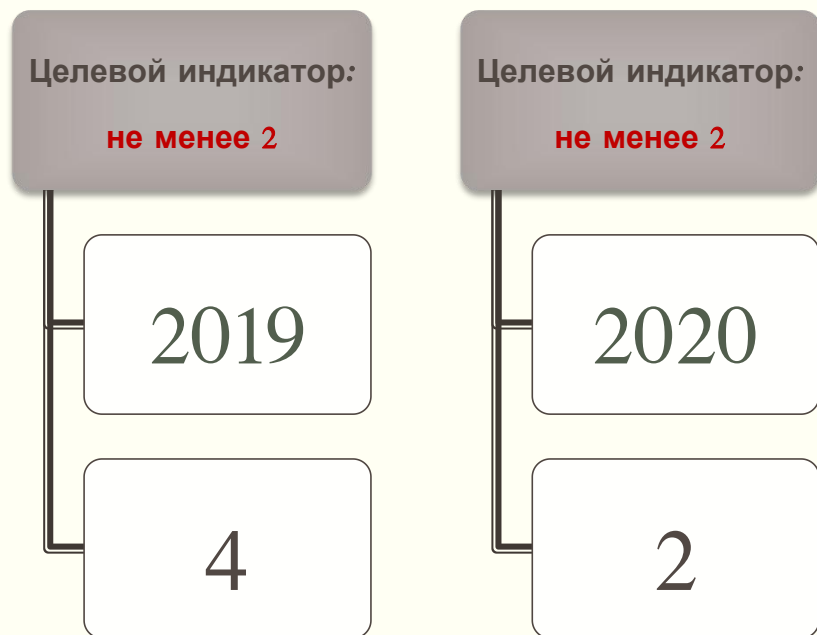 Целевой индикатор:
не менее 2
2019
4
Целевой индикатор:
не менее 2
2020
2